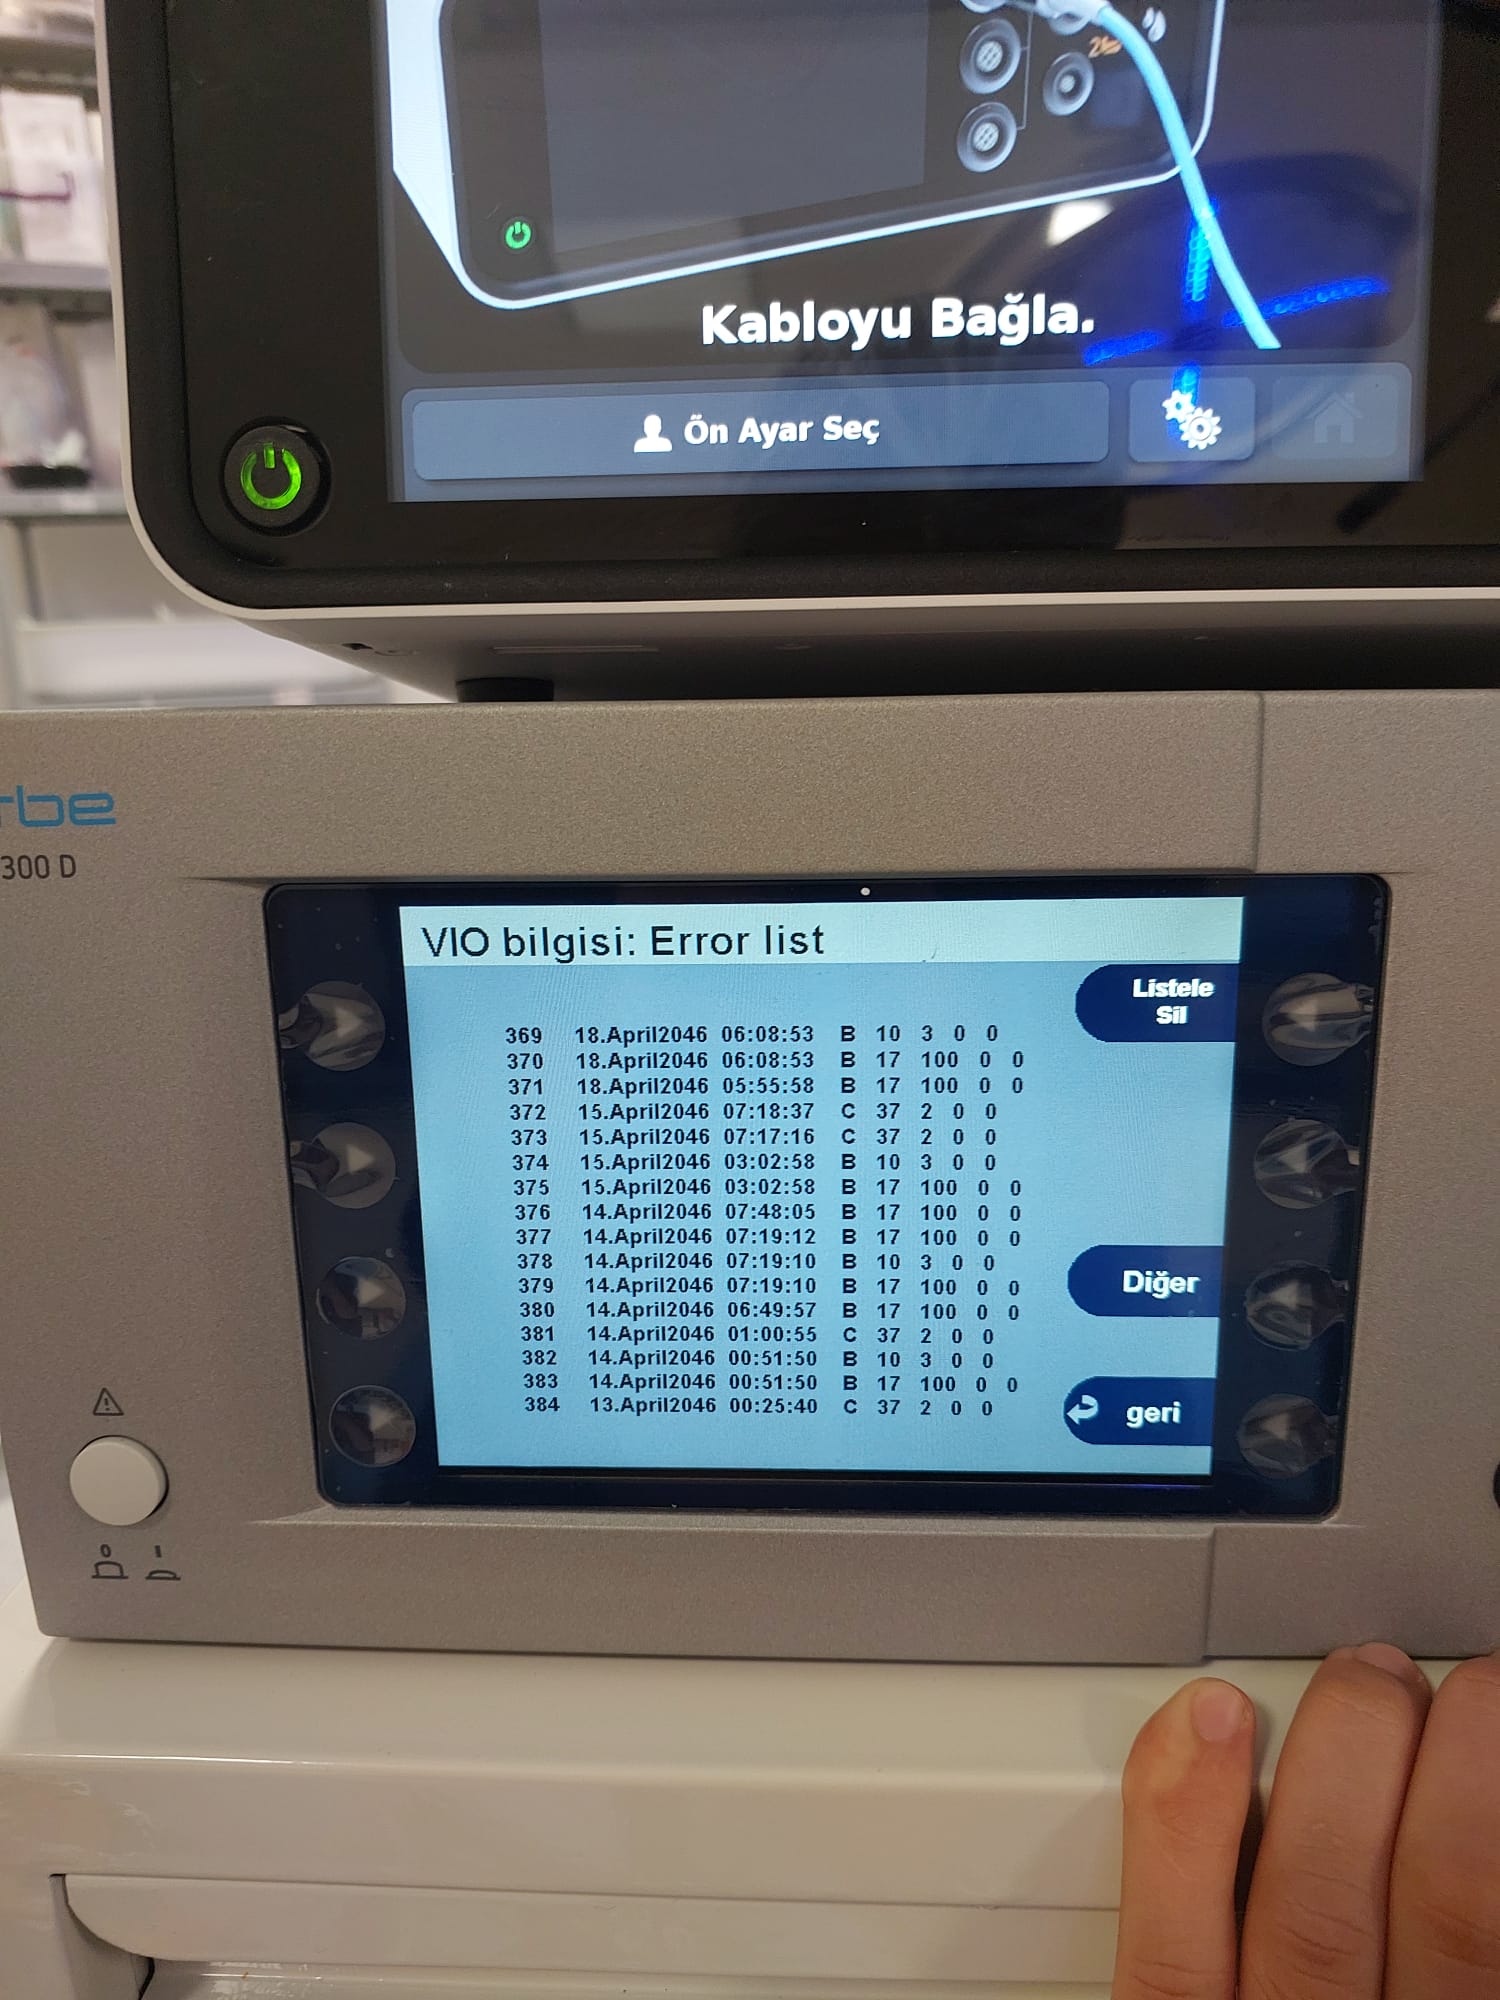 Kabloyu Bağla.
Ön Ayar Seç
rbe
300 D
VIO bilgisi: Error list
Listele
Sil
369 18.April2046 06:08:53 B 10 3 0 0
370 18.April2046 06:08:53 B 17 100 0 0
371 18.April2046 05:55:58 B 17 100 0 0
372 15.April2046 07:18:37 C 37 2 0 0
373 15.April2046 07:17:16 C 37 2 0 0
374 15.April2046 03:02:58 B 10 3 0 0
375 15.April2046 03:02:58 B 17 100 0 0
376 14.April2046 07:48:05 B 17 100 0 0
377 14.April2046 07:19:12 B 17 100 0 0
378 14.April2046 07:19:10 B 10 3 0 0
379 14.April2046 07:19:10 B 17 100 0 0
380 14.April2046 06:49:57 B 17 100 0 0
381 14.April2046 01:00:55 C 37 2 0 0
382 14.April2046 00:51:50 B 10 3 0 0
383 14.April2046 00:51:50 B 17 100 0 0
384 13.April2046 00:25:40 C 37 2 0 0
Diğer
geri
0 I